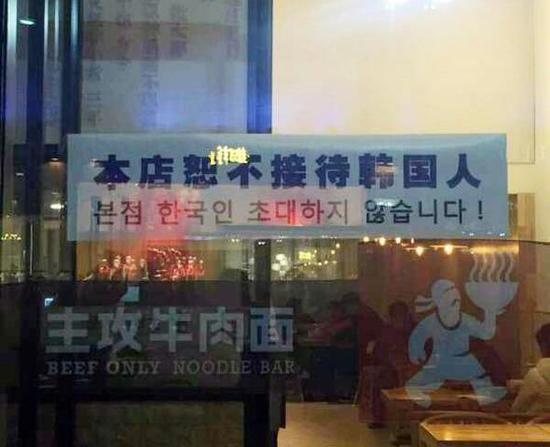 本店恕不接待韩国人
본점 한국인 초대하지 않습니다!
主攻牛肉面
BEEF ONLY NOODLE BAR